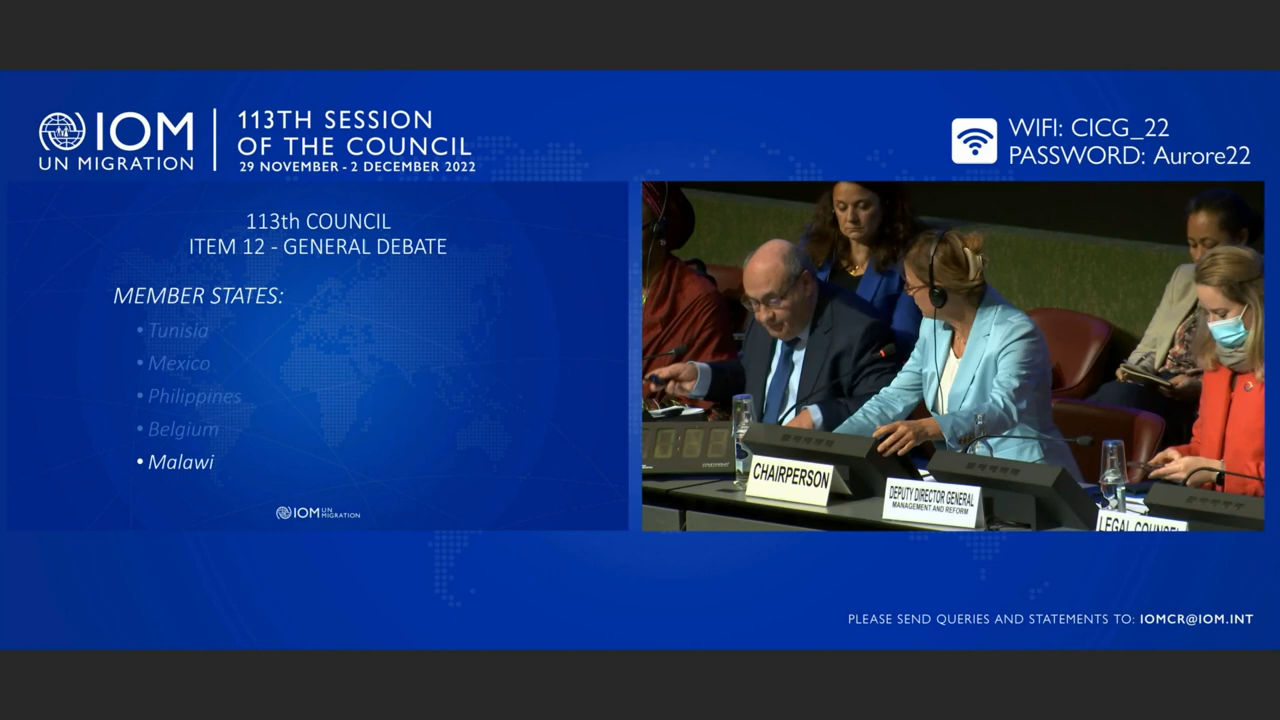 IOM
UN MIGRATION
113TH SESSION
OF THE COUNCIL
29 NOVEMBER - 2 DECEMBER 2022
WIFI: CICG_22
PASSWORD: Aurore22
113th COUNCIL
ITEM 12 - GENERAL DEBATE
MEMBER STATES:
• Tunisia
• Mexico
• Philippines
• Belgium
• Malawi
IOM UN MIGRATION
CHAIRPERSON
DEPUTY DIRECTOR GENERAL
MANAGEMENT AND REFORM
LEGAL COUNSEL
PLEASE SEND QUERIES AND STATEMENTS TO: IOMCR@IOM.INT